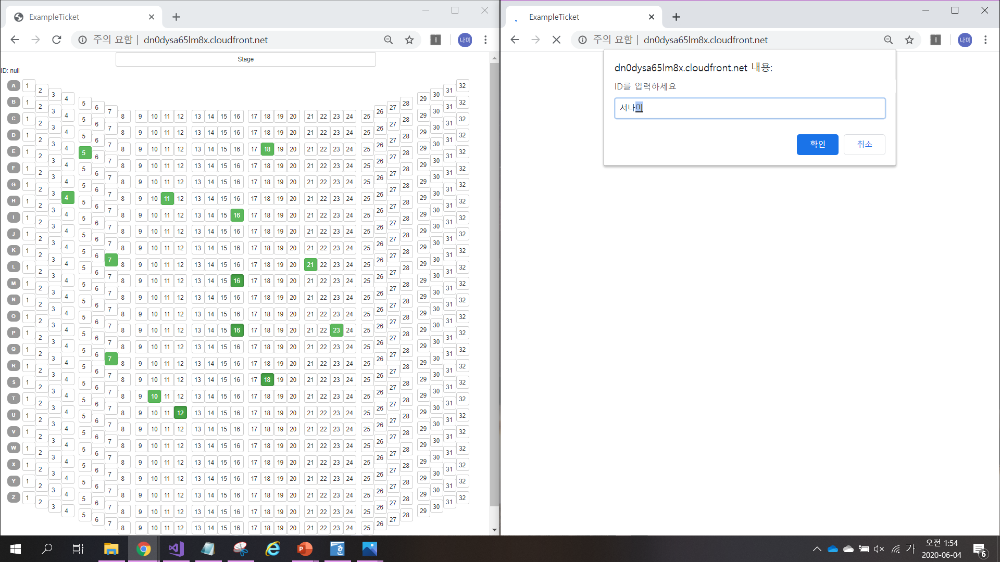 ExampleTicket
주의 요함 | dn0dysa65lm8x.cloudfront.net
I
나미
Stage
ID: null
A 1 2 3 4 5 6 7 8 9 10 11 12 13 14 15 16 17 18 19 20 21 22 23 24 25 26 27 28 29 30 31 32
B 1 2 3 4 5 6 7 8 9 10 11 12 13 14 15 16 17 18 19 20 21 22 23 24 25 26 27 28 29 30 31 32
C 1 2 3 4 5 6 7 8 9 10 11 12 13 14 15 16 17 18 19 20 21 22 23 24 25 26 27 28 29 30 31 32
D 1 2 3 4 5 6 7 8 9 10 11 12 13 14 15 16 17 18 19 20 21 22 23 24 25 26 27 28 29 30 31 32
E 1 2 3 4 5 6 7 8 9 10 11 12 13 14 15 16 17 18 19 20 21 22 23 24 25 26 27 28 29 30 31 32
F 1 2 3 4 5 6 7 8 9 10 11 12 13 14 15 16 17 18 19 20 21 22 23 24 25 26 27 28 29 30 31 32
G 1 2 3 4 5 6 7 8 9 10 11 12 13 14 15 16 17 18 19 20 21 22 23 24 25 26 27 28 29 30 31 32
H 1 2 3 4 5 6 7 8 9 10 11 12 13 14 15 16 17 18 19 20 21 22 23 24 25 26 27 28 29 30 31 32
I 1 2 3 4 5 6 7 8 9 10 11 12 13 14 15 16 17 18 19 20 21 22 23 24 25 26 27 28 29 30 31 32
J 1 2 3 4 5 6 7 8 9 10 11 12 13 14 15 16 17 18 19 20 21 22 23 24 25 26 27 28 29 30 31 32
K 1 2 3 4 5 6 7 8 9 10 11 12 13 14 15 16 17 18 19 20 21 22 23 24 25 26 27 28 29 30 31 32
L 1 2 3 4 5 6 7 8 9 10 11 12 13 14 15 16 17 18 19 20 21 22 23 24 25 26 27 28 29 30 31 32
M 1 2 3 4 5 6 7 8 9 10 11 12 13 14 15 16 17 18 19 20 21 22 23 24 25 26 27 28 29 30 31 32
N 1 2 3 4 5 6 7 8 9 10 11 12 13 14 15 16 17 18 19 20 21 22 23 24 25 26 27 28 29 30 31 32
O 1 2 3 4 5 6 7 8 9 10 11 12 13 14 15 16 17 18 19 20 21 22 23 24 25 26 27 28 29 30 31 32
P 1 2 3 4 5 6 7 8 9 10 11 12 13 14 15 16 17 18 19 20 21 22 23 24 25 26 27 28 29 30 31 32
Q 1 2 3 4 5 6 7 8 9 10 11 12 13 14 15 16 17 18 19 20 21 22 23 24 25 26 27 28 29 30 31 32
R 1 2 3 4 5 6 7 8 9 10 11 12 13 14 15 16 17 18 19 20 21 22 23 24 25 26 27 28 29 30 31 32
S 1 2 3 4 5 6 7 8 9 10 11 12 13 14 15 16 17 18 19 20 21 22 23 24 25 26 27 28 29 30 31 32
T 1 2 3 4 5 6 7 8 9 10 11 12 13 14 15 16 17 18 19 20 21 22 23 24 25 26 27 28 29 30 31 32
U 1 2 3 4 5 6 7 8 9 10 11 12 13 14 15 16 17 18 19 20 21 22 23 24 25 26 27 28 29 30 31 32
V 1 2 3 4 5 6 7 8 9 10 11 12 13 14 15 16 17 18 19 20 21 22 23 24 25 26 27 28 29 30 31 32
W 1 2 3 4 5 6 7 8 9 10 11 12 13 14 15 16 17 18 19 20 21 22 23 24 25 26 27 28 29 30 31 32
X 1 2 3 4 5 6 7 8 9 10 11 12 13 14 15 16 17 18 19 20 21 22 23 24 25 26 27 28 29 30 31 32
Y 1 2 3 4 5 6 7 8 9 10 11 12 13 14 15 16 17 18 19 20 21 22 23 24 25 26 27 28 29 30 31 32
Z 1 2 3 4 5 6 7 8 9 10 11 12 13 14 15 16 17 18 19 20 21 22 23 24 25 26 27 28 29 30 31 32
ExampleTicket
주의 요함 | dn0dysa65lm8x.cloudfront.net
I
나미
dn0dysa65lm8x.cloudfront.net 내용:
ID를 입력하세요
서나미
확인
취소
가
오전 1:54
2020-06-04
6